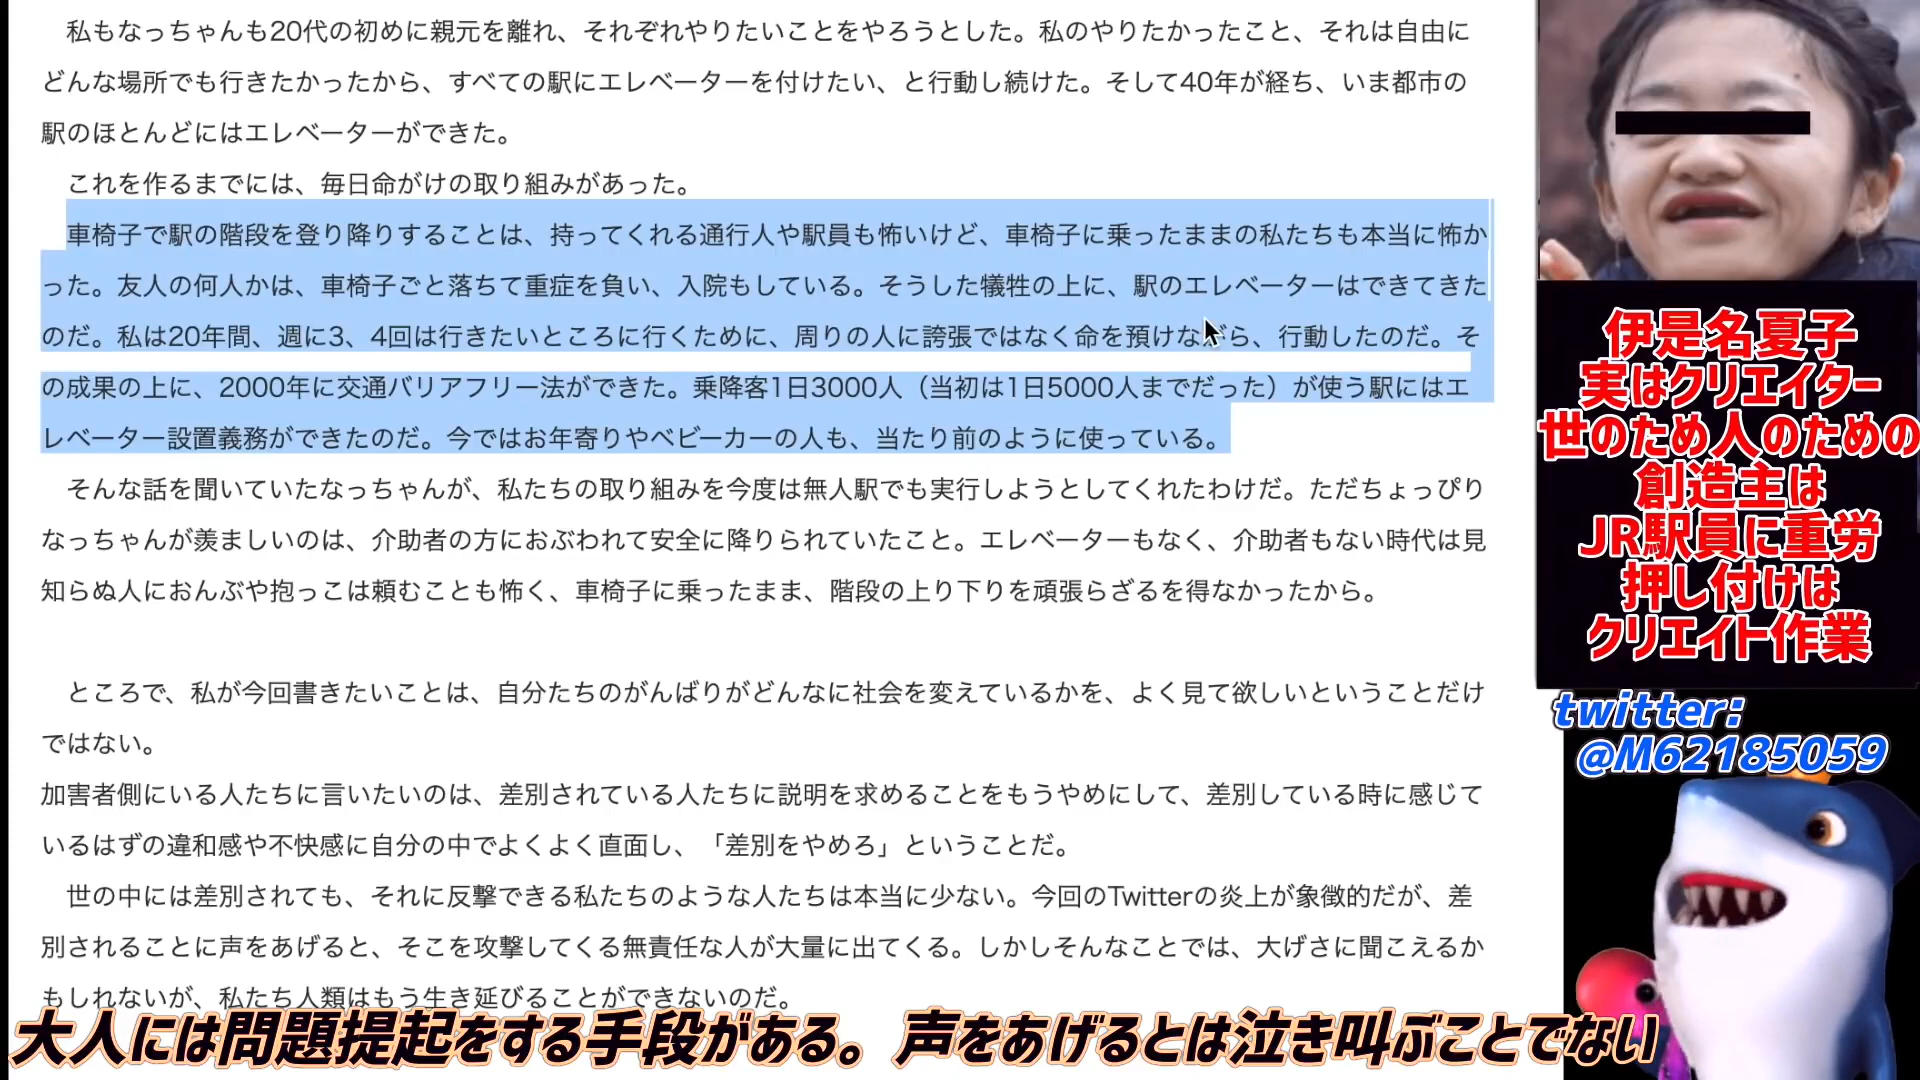 私もなっちゃんも20代の初めに親元を離れ、それぞれやりたいことをやろうとした。私のやりたかったこと、それは自由に
どんな場所でも行きたかったから、すべての駅にエレベーターを付けたい、と行動し続けた。そして40年が経ち、いま都市の
駅のほとんどにはエレベーターができた。
これを作るまでには、毎日命がけの取り組みがあった。
車椅子で駅の階段を登り降りすることは、持ってくれる通行人や駅員も怖いけど、車椅子に乗ったままの私たちも本当に怖か
った。友人の何人かは、車椅子ごと落ちて重症を負い、入院もしている。そうした犠牲の上に、駅のエレベーターはできてきた
のだ。私は20年間、週に3、4回は行きたいところに行くために、周りの人に誇張ではなく命を預けながら、行動したのだ。そ
の成果の上に、2000年に交通バリアフリー法ができた。乗降客1日3000人（当初は1日5000人までだった）が使う駅にはエ
レベーター設置義務ができたのだ。今ではお年寄りやベビーカーの人も、当たり前のように使っている。
そんな話を聞いていたなっちゃんが、私たちの取り組みを今度は無人駅でも実行しようとしてくれたわけだ。ただちょっぴり
なっちゃんが羨ましいのは、介助者の方におぶわれて安全に降りられていたこと。エレベーターもなく、介助者もない時代は見
知らぬ人におんぶや抱っこは頼むことも怖く、車椅子に乗ったまま、階段の上り下りを頑張らざるを得なかったから。
ところで、私が今回書きたいことは、自分たちのがんばりがどんなに社会を変えているかを、よく見て欲しいということだけ
ではない。
加害者側にいる人たちに言いたいのは、差別されている人たちに説明を求めることをもうやめにして、差別している時に感じて
いるはずの違和感や不快感に自分の中でよくよく直面し、「差別をやめろ」ということだ。
世の中には差別されても、それに反撃できる私たちのような人たちは本当に少ない。今回のTwitterの炎上が象徴的だが、差
別されることに声をあげると、そこを攻撃してくる無責任な人が大量に出てくる。しかしそんなことでは、大げさに聞こえるか
もしれないが、私たち人類はもう生き延びることができないのだ。
大人には問題提起をする手段がある。声をあげるとは泣き叫ぶことでない
伊是名夏子
実はクリエイター
世のため人のための
創造主は
JR駅員に重労
押し付けは
クリエイト作業
twitter:
@M62185059